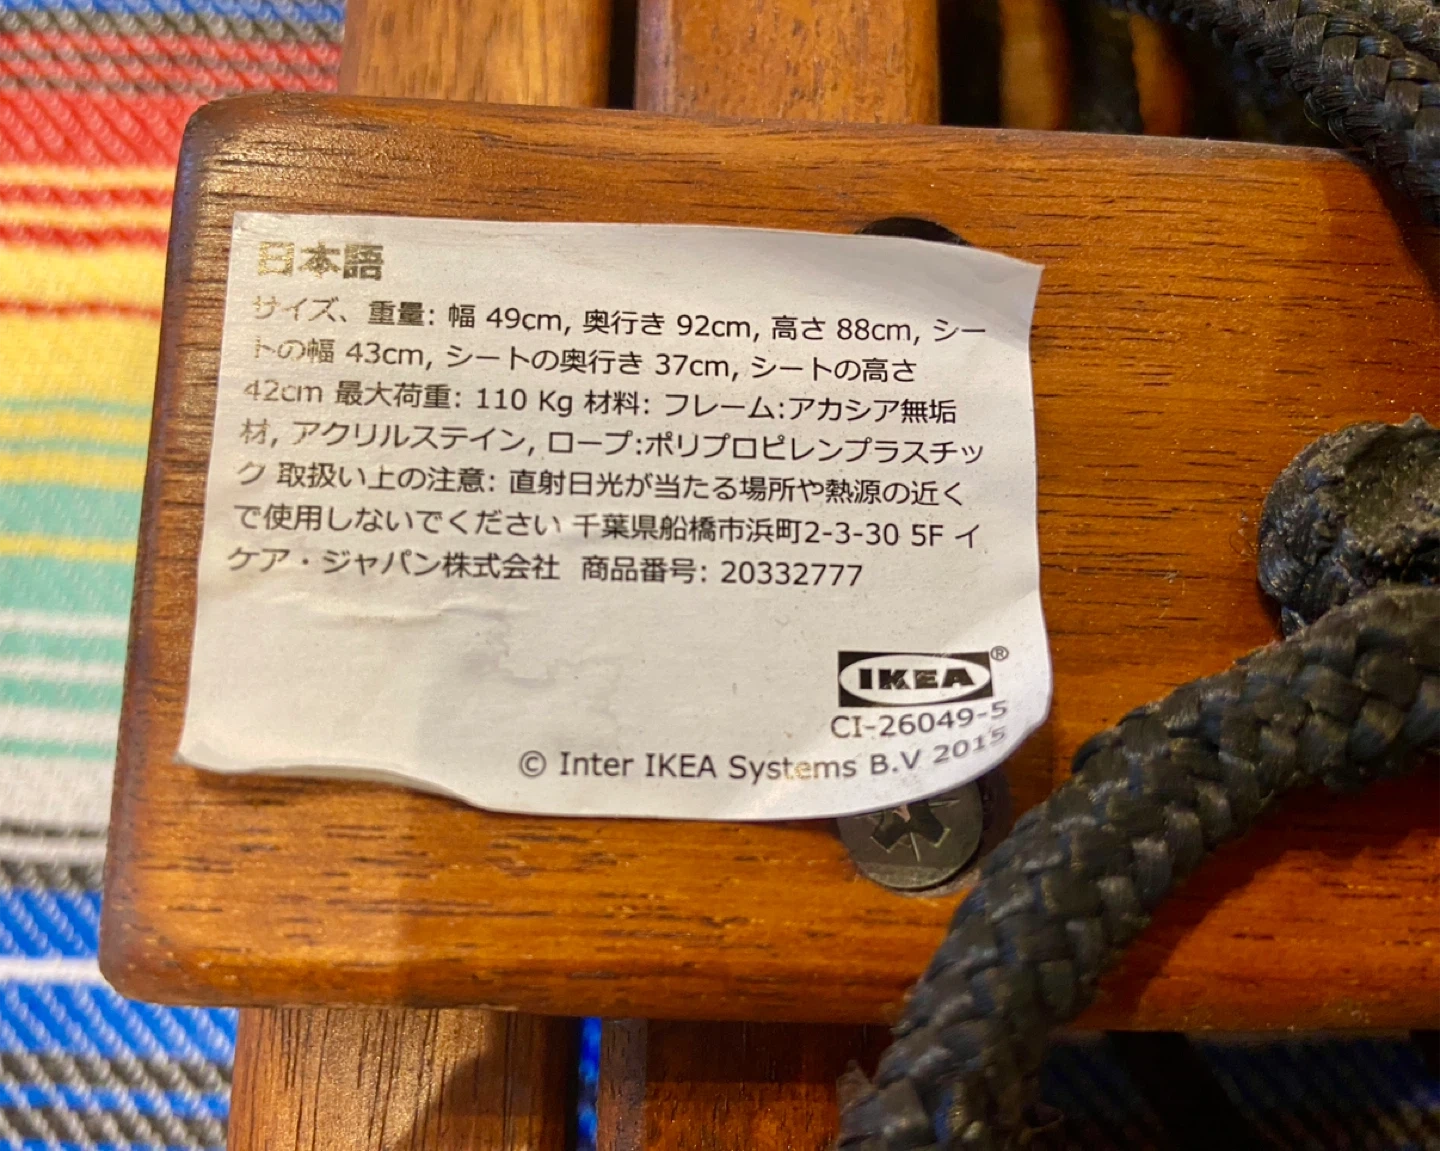 日本語
サイズ、重量: 幅 49cm, 奥行き 92cm, 高さ 88cm, シー
トの幅 43cm, シートの奥行き 37cm, シートの高さ
42cm 最大荷重: 110 Kg 材料: フレーム:アカシア無垢
材, アクリルステイン, ロープ:ポリプロピレンプラスチッ
ク 取扱い上の注意: 直射日光が当たる場所や熱源の近く
で使用しないでください 千葉県船橋市浜町2-3-30 5F イ
ケア・ジャパン株式会社 商品番号: 20332777
IKEA®
CI-26049-5
© Inter IKEA Systems B.V 2015